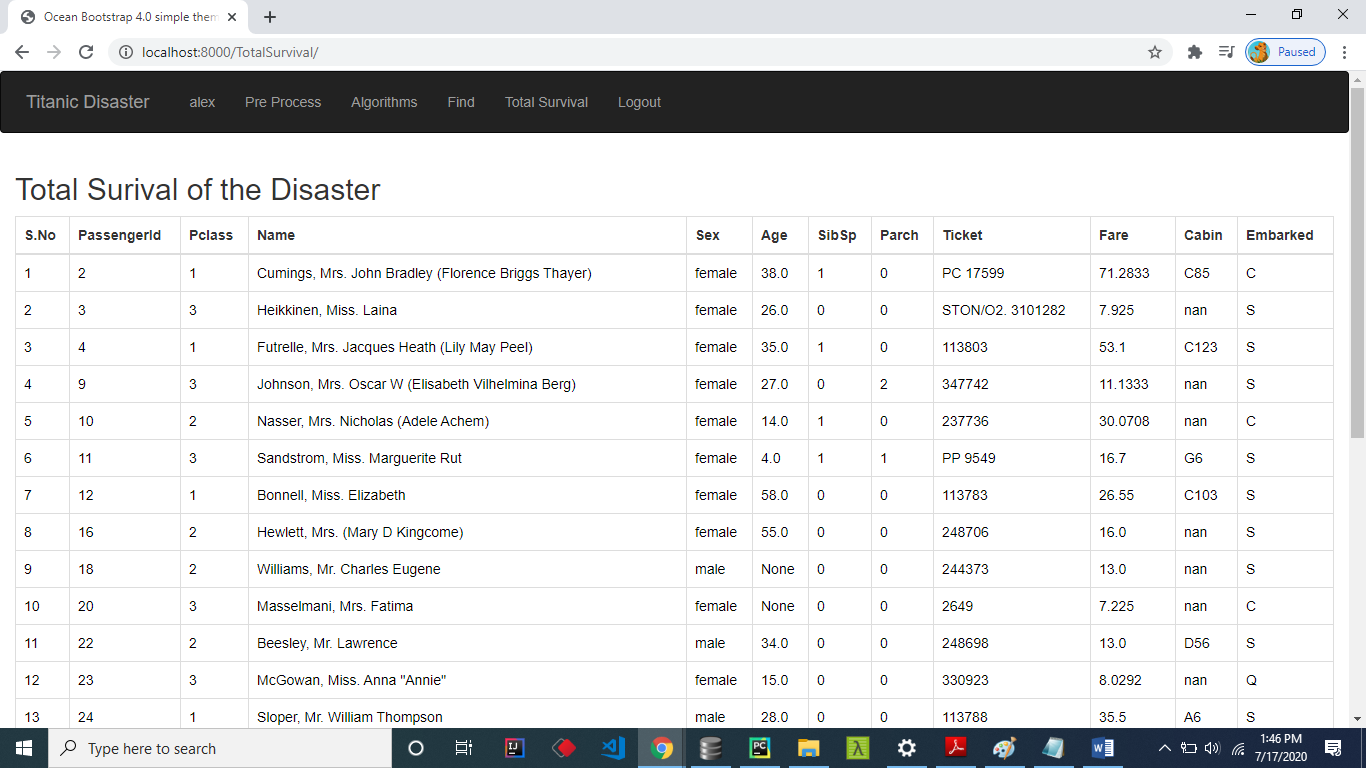 Ocean Bootstrap 4.0 simple them
localhost:8000/TotalSurvival/
Paused
Titanic Disaster alex Pre Process Algorithms Find Total Survival Logout
Total Surival of the Disaster
S.No PassengerId Pclass Name Sex Age SibSp Parch Ticket Fare Cabin Embarked
1 2 1 Cumings, Mrs. John Bradley (Florence Briggs Thayer) female 38.0 1 0 PC 17599 71.2833 C85 C
2 3 3 Heikkinen, Miss. Laina female 26.0 0 0 STON/O2. 3101282 7.925 nan S
3 4 1 Futrelle, Mrs. Jacques Heath (Lily May Peel) female 35.0 1 0 113803 53.1 C123 S
4 9 3 Johnson, Mrs. Oscar W (Elisabeth Vilhelmina Berg) female 27.0 0 2 347742 11.1333 nan S
5 10 2 Nasser, Mrs. Nicholas (Adele Achem) female 14.0 1 0 237736 30.0708 nan C
6 11 3 Sandstrom, Miss. Marguerite Rut female 4.0 1 1 PP 9549 16.7 G6 S
7 12 1 Bonnell, Miss. Elizabeth female 58.0 0 0 113783 26.55 C103 S
8 16 2 Hewlett, Mrs. (Mary D Kingcome) female 55.0 0 0 248706 16.0 nan S
9 18 2 Williams, Mr. Charles Eugene male None 0 0 244373 13.0 nan S
10 20 3 Masselmani, Mrs. Fatima female None 0 0 2649 7.225 nan C
11 22 2 Beesley, Mr. Lawrence male 34.0 0 0 248698 13.0 D56 S
12 23 3 McGowan, Miss. Anna "Annie" female 15.0 0 0 330923 8.0292 nan Q
13 24 1 Sloper, Mr. William Thompson male 28.0 0 0 113788 35.5 A6 S
Type here to search
IJ
PC
W
1:46 PM
7/17/2020